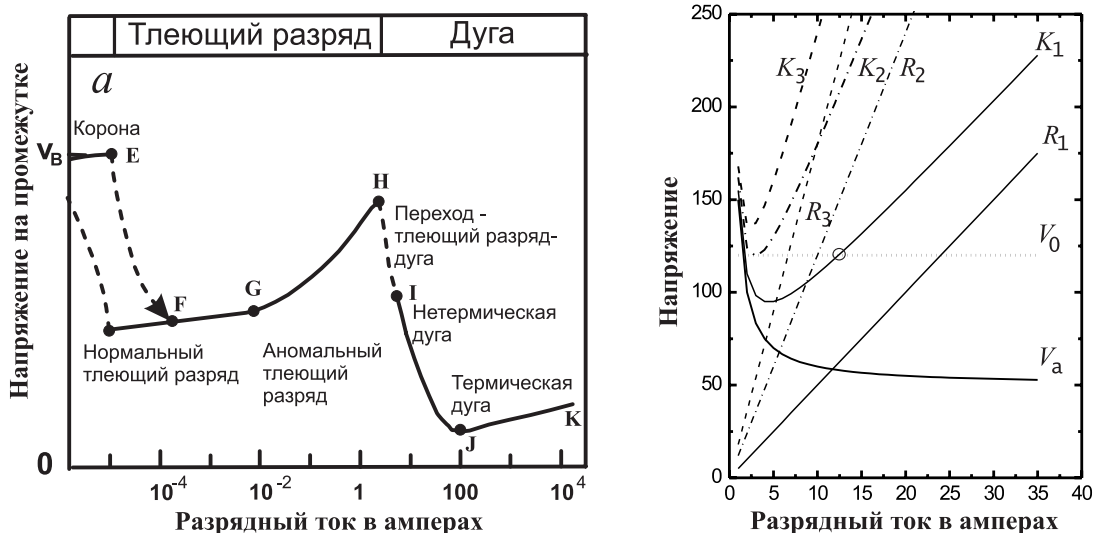 Тлеющий разряд
Дуга
a
Корона
V_B
E
H
Переход -
тлеющий разряд-
дуга
F
G
I
Нетермическая
дуга
Нормальный
тлеющий разряд
Аномальный
тлеющий
разряд
Термическая
дуга
J
K
0
10^-4
10^-2
1
100
10^4
Напряжение на промежутке
Разрядный ток в амперах
250
200
150
100
50
0
Напряжение
K_3
K_2
R_2
K_1
R_1
R_3
V_0
V_a
0
5
10
15
20
25
30
35
40
Разрядный ток в амперах